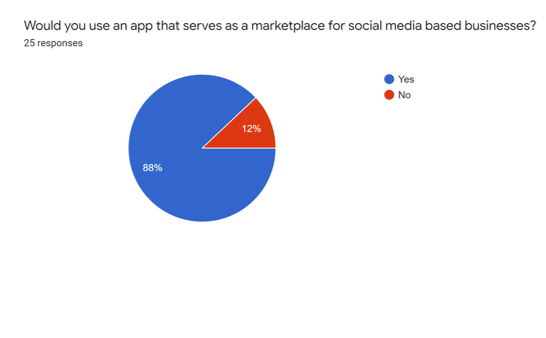 Would you use an app that serves as a marketplace for social media based businesses?
25 responses
Yes
No
12%
88%